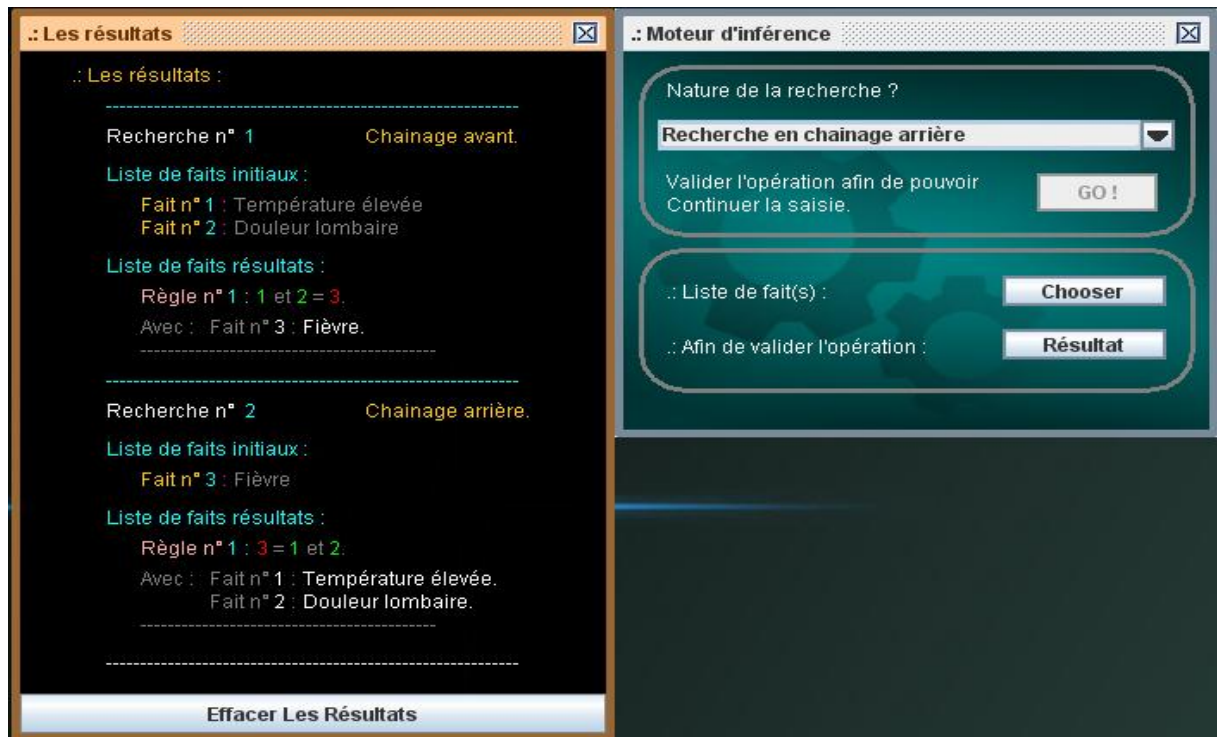 .: Les résultats
.: Les résultats :
Recherche n° 1 Chainage avant.
Liste de faits initiaux :
Fait n° 1 : Température élevée
Fait n° 2 : Douleur lombaire
Liste de faits résultats :
Règle n° 1 : 1 et 2 = 3.
Avec : Fait n° 3 : Fièvre.
Recherche n° 2 Chainage arrière.
Liste de faits initiaux :
Fait n° 3 : Fièvre
Liste de faits résultats :
Règle n° 1 : 3 = 1 et 2.
Avec : Fait n° 1 : Température élevée.
Fait n° 2 : Douleur lombaire.
Effacer Les Résultats
.: Moteur d'inférence
Nature de la recherche ?
Recherche en chainage arrière
Valider l'opération afin de pouvoir
Continuer la saisie.
GO !
.: Liste de fait(s) : Chooser
.: Afin de valider l'opération : Résultat